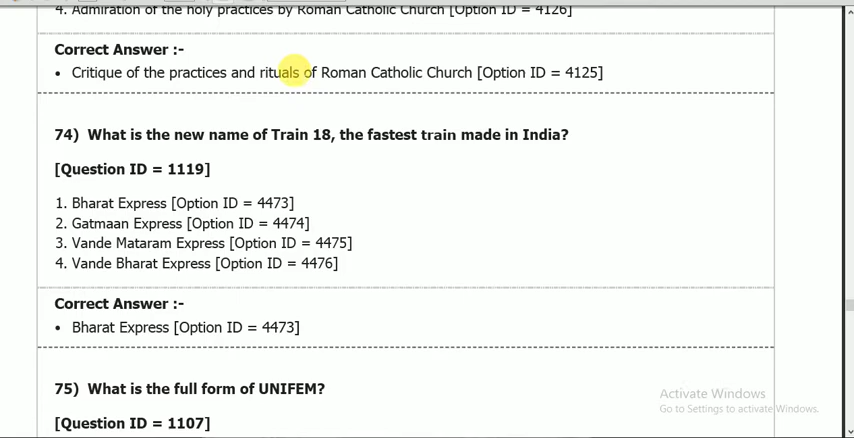 4. Admiration of the holy practices by Roman Catholic Church [Option ID = 4126]
Correct Answer :-
• Critique of the practices and rituals of Roman Catholic Church [Option ID = 4125]
74) What is the new name of Train 18, the fastest train made in India?
[Question ID = 1119]
1. Bharat Express [Option ID = 4473]
2. Gatmaan Express [Option ID = 4474]
3. Vande Mataram Express [Option ID = 4475]
4. Vande Bharat Express [Option ID = 4476]
Correct Answer :-
• Bharat Express [Option ID = 4473]
75) What is the full form of UNIFEM?
[Question ID = 1107]
Activate Windows
Go to Settings to activate Windows.